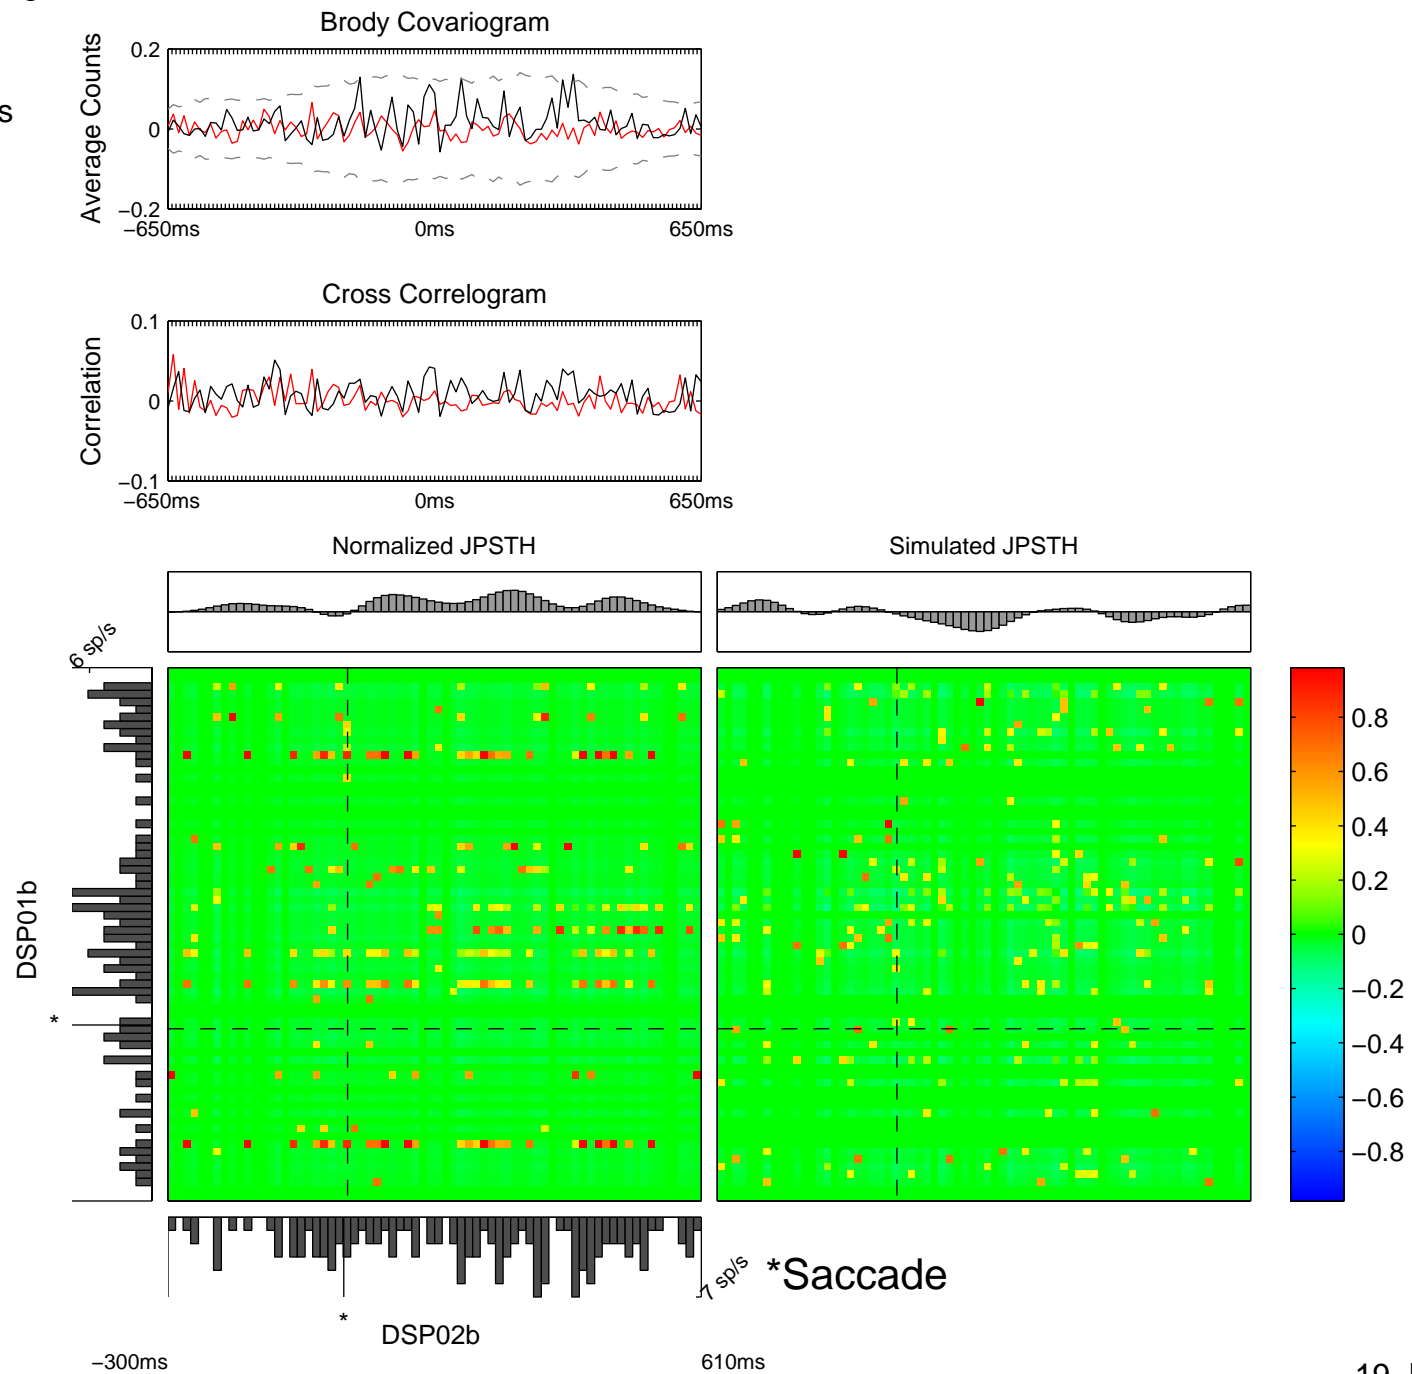 Brody Covariogram
s
Average Counts
0.2
0
−0.2
−650ms
0ms
650ms
Cross Correlogram
Correlation
0.1
0
−0.1
−650ms
0ms
650ms
Normalized JPSTH
Simulated JPSTH
6 sp/s
DSP01b
*
0.8
0.6
0.4
0.2
0
−0.2
−0.4
−0.6
−0.8
7 sp/s
*Saccade
*
DSP02b
−300ms
610ms